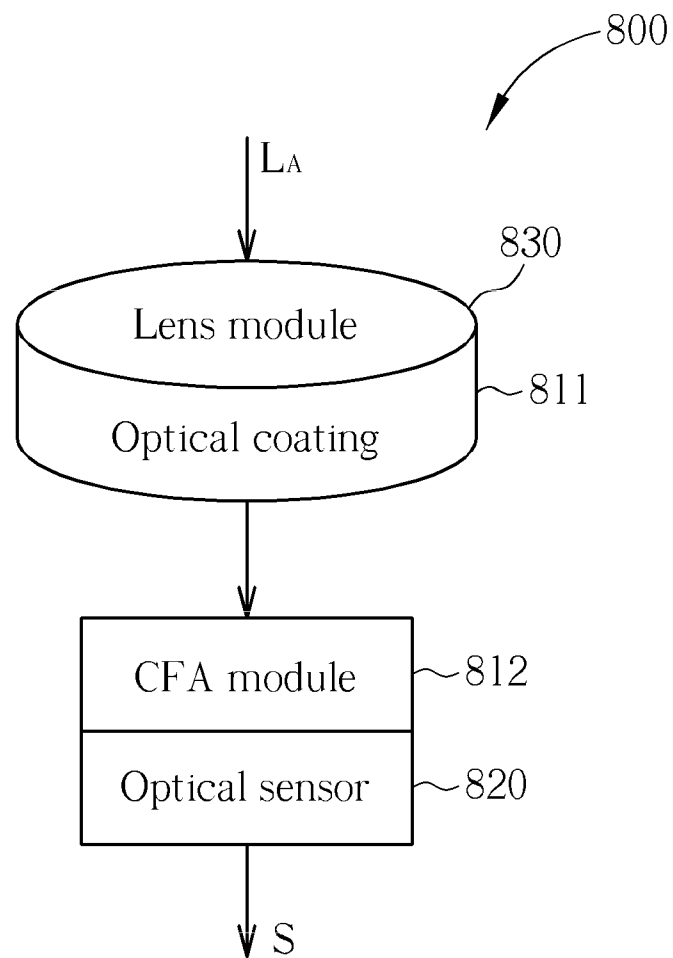 800
LA
830
Lens module
811
Optical coating
CFA module
812
Optical sensor
820
S